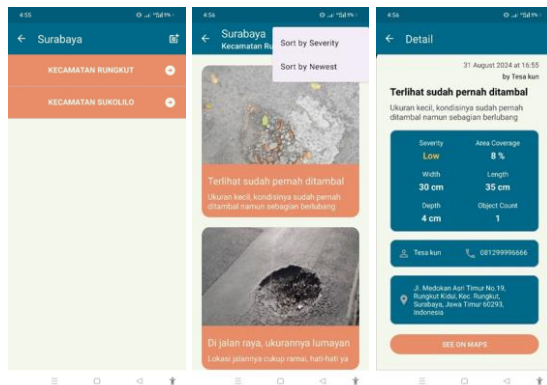 4:55
Surabaya
KECAMATAN RUNGKUT
KECAMATAN SUKOLILO
4:56
Surabaya
Kecamatan Ru
Sort by Severity
Sort by Newest
Terlihat sudah pernah ditambal
Ukuran kecil, kondisinya sudah pernah
ditambal namun sebagian berlubang
Di jalan raya, ukurannya lumayan
Lokasi jalannya cukup ramai, hati-hati ya
4:56
Detail
31 August 2024 at 16:55
by Tesa kun
Terlihat sudah pernah ditambal
Ukuran kecil, kondisinya sudah pernah
ditambal namun sebagian berlubang
Severity
Area Coverage
Low
8 %
Width
Length
30 cm
35 cm
Depth
Object Count
4 cm
1
Tesa kun
081299996666
Jl. Medokan Asri Timur No.19,
Rungkut Kidul, Kec. Rungkut,
Surabaya, Jawa Timur 60293,
Indonesia
SEE ON MAPS